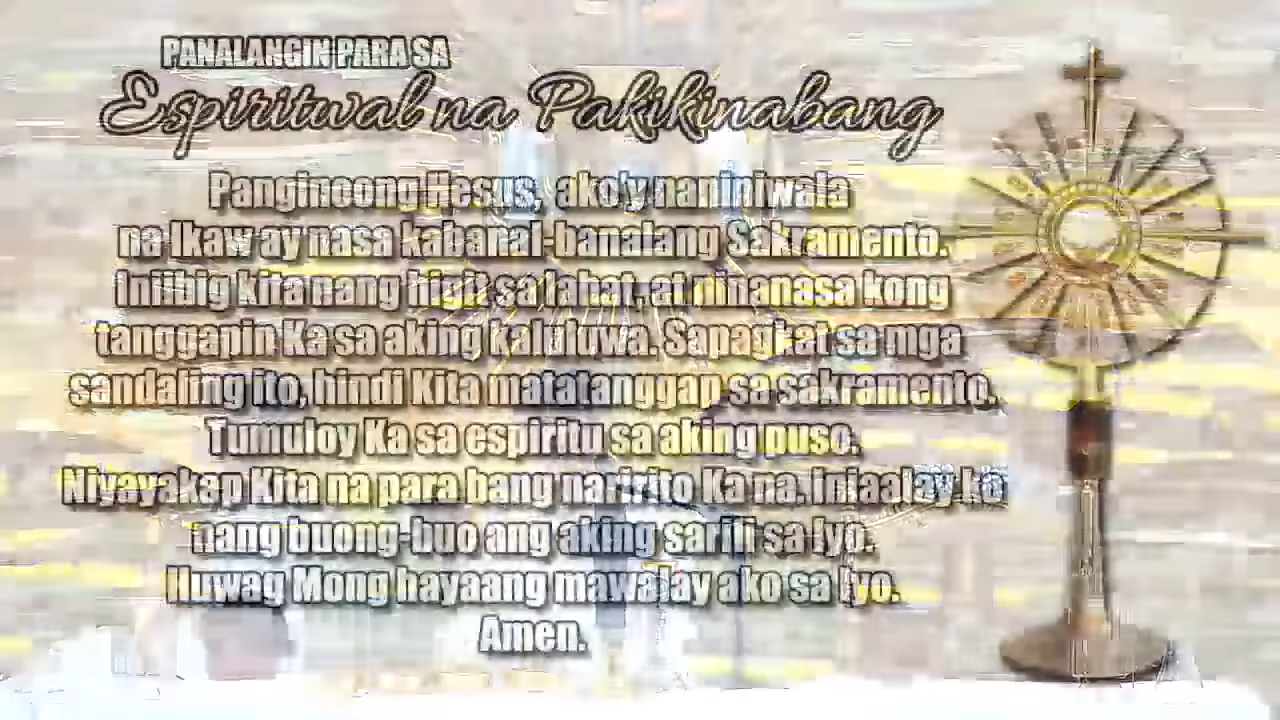 PANALANGIN PARA SA
Espiritwal na Pakikinabang
Panginoong Hesus, ako'y naniniwala
na Ikaw ay nasa kabanal-banalang Sakramento.
Iniibig kita nang higit sa lahat, at ninanasa kong
tanggapin Ka sa aking kaluluwa. Sapagkat sa mga
sandaling ito, hindi Kita matatanggap sa sakramento.
Tumuloy Ka sa espiritu sa aking puso.
Niyayakap Kita na para bang naririto Ka na. Iniaalay ko
nang buong-buo ang aking sarili sa Iyo.
Huwag Mong hayaang mawalay ako sa Iyo.
Amen.